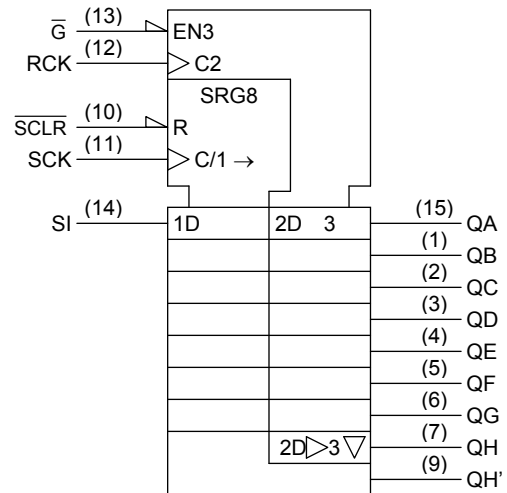 G̅ (13) EN3
RCK (12) C2
SRG8
S̅C̅L̅R̅ (10) R
SCK (11) C/1 →
SI (14) 1D 2D 3 (15) QA
(1) QB
(2) QC
(3) QD
(4) QE
(5) QF
(6) QG
2D▷3 ▽ (7) QH
(9) QH’